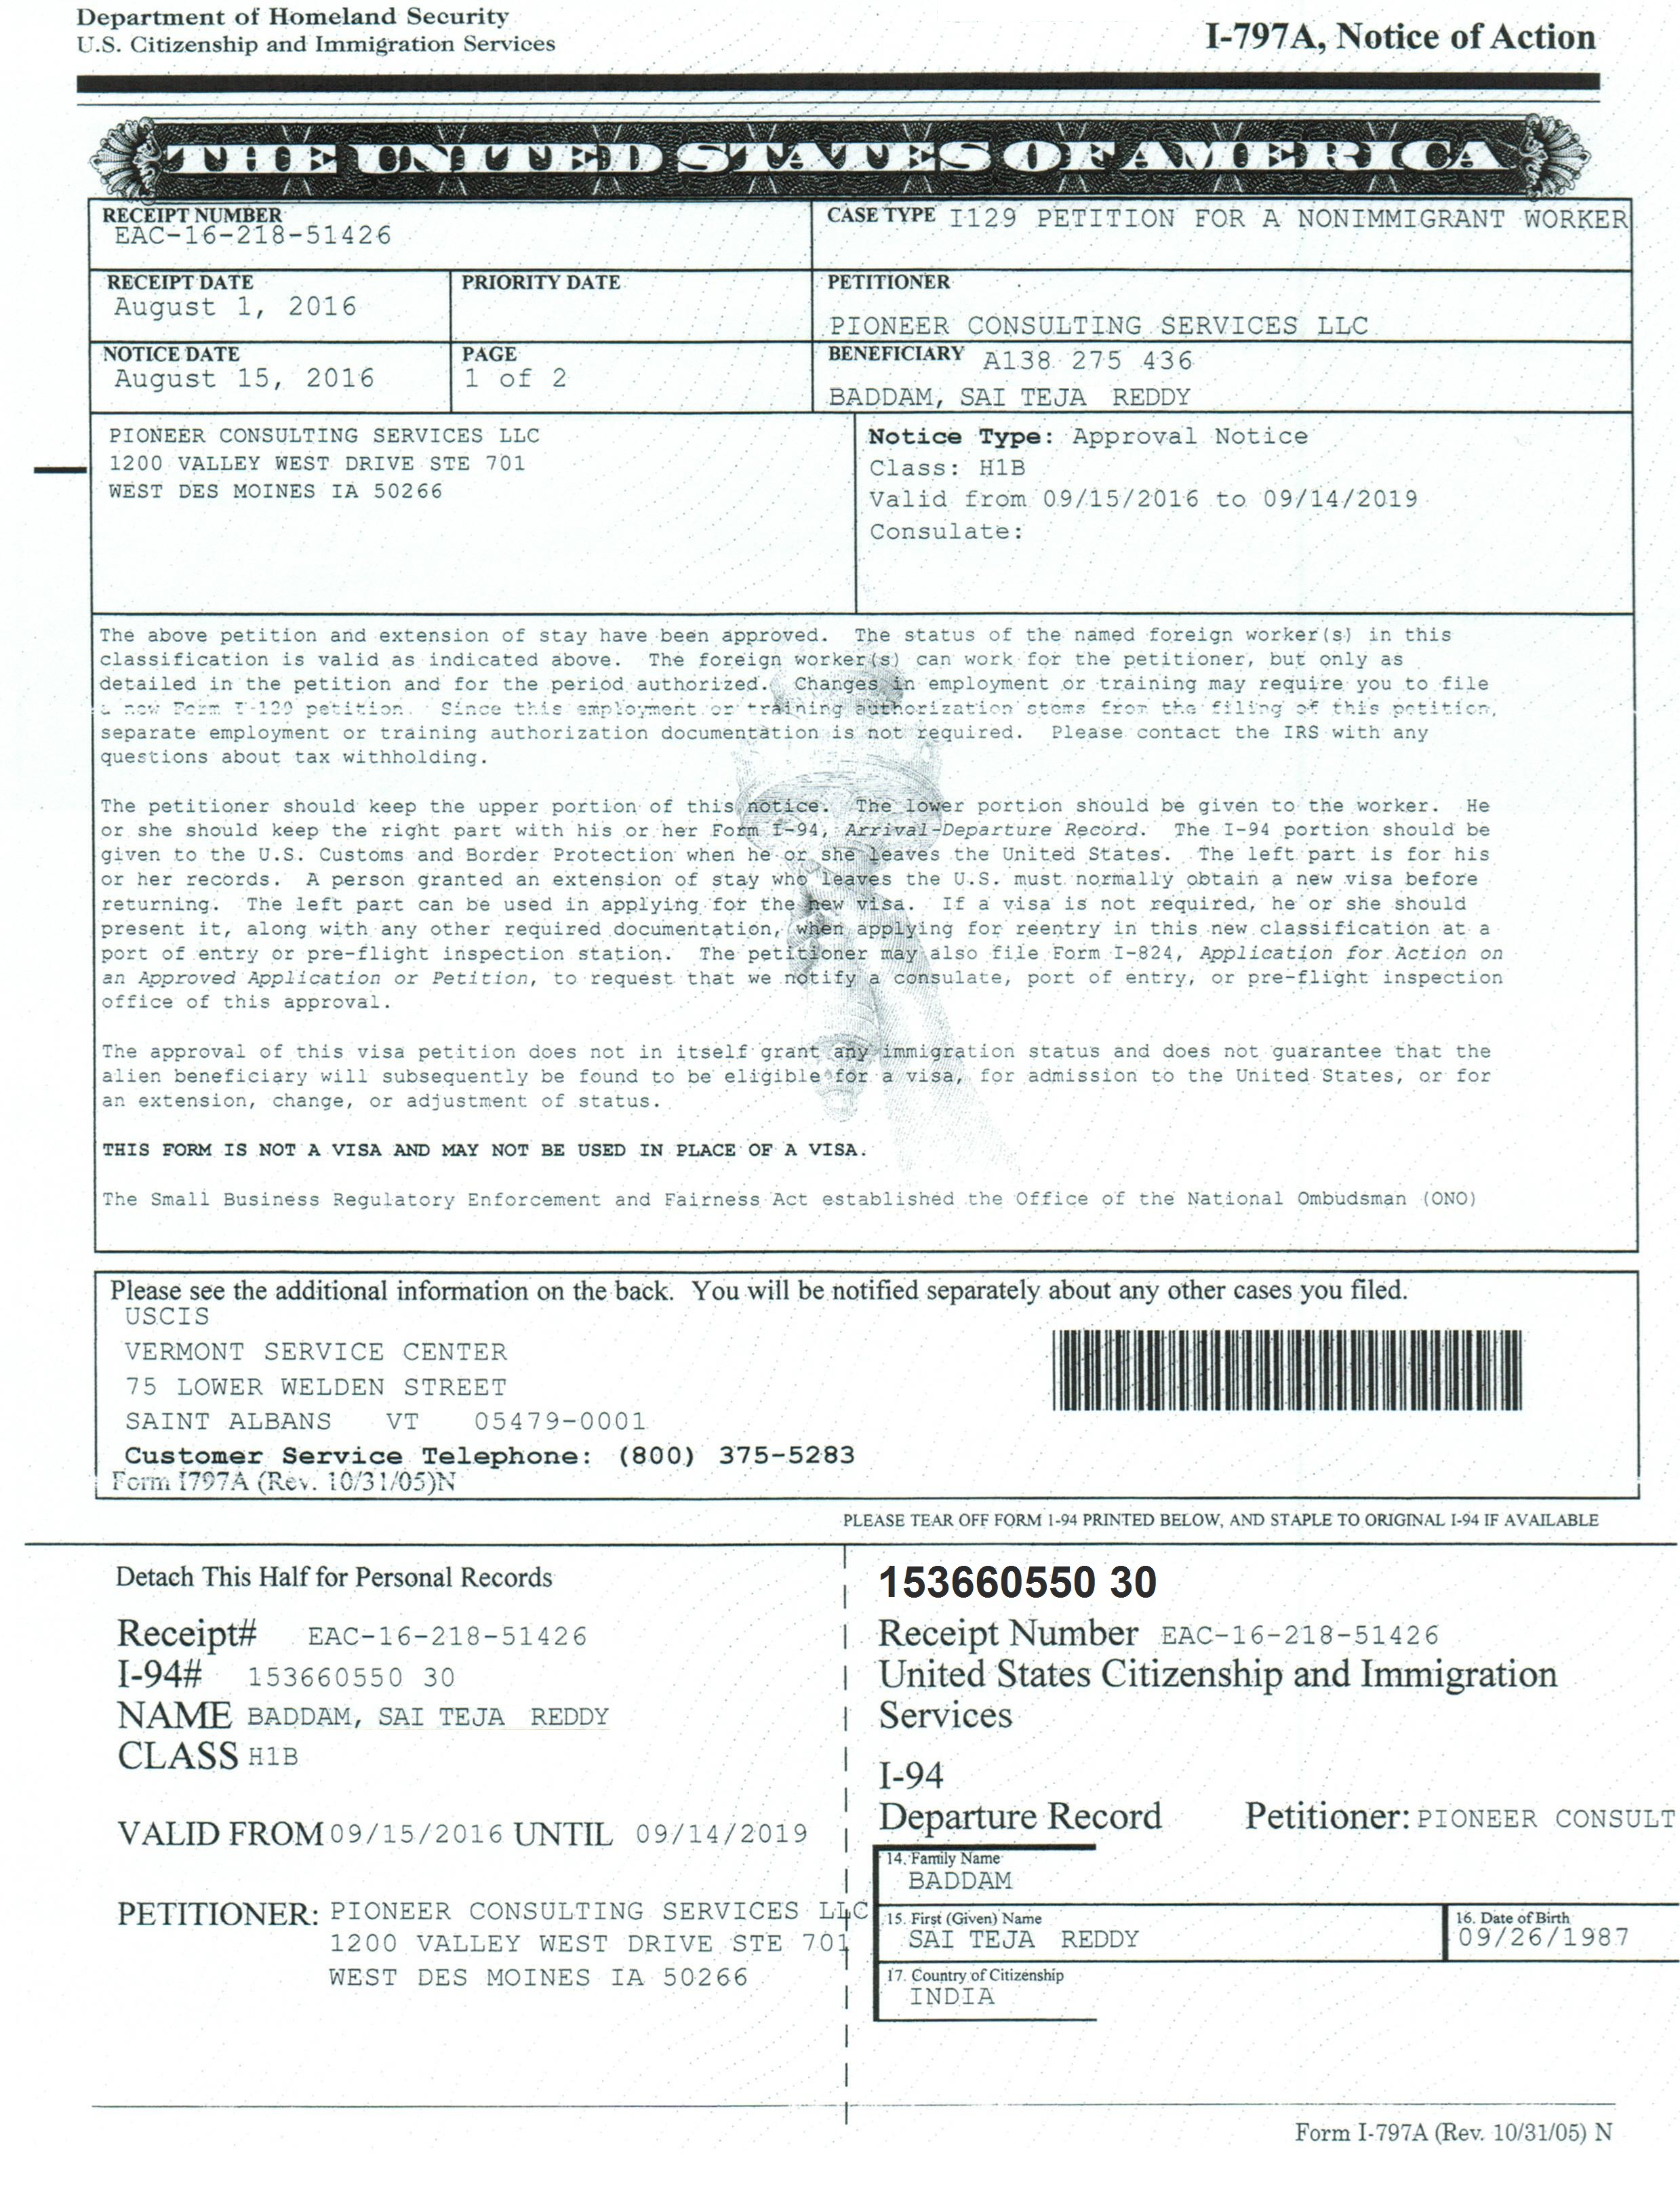 Department of Homeland Security
U.S. Citizenship and Immigration Services
I-797A, Notice of Action
THE UNITED STATES OF AMERICA
RECEIPT NUMBER
EAC-16-218-51426
CASE TYPE I129 PETITION FOR A NONIMMIGRANT WORKER
RECEIPT DATE
August 1, 2016
PRIORITY DATE
PETITIONER
PIONEER CONSULTING SERVICES LLC
NOTICE DATE
August 15, 2016
PAGE
1 of 2
BENEFICIARY A138 275 436
BADDAM, SAI TEJA REDDY
PIONEER CONSULTING SERVICES LLC
1200 VALLEY WEST DRIVE STE 701
WEST DES MOINES IA 50266
Notice Type: Approval Notice
Class: H1B
Valid from 09/15/2016 to 09/14/2019
Consulate:
The above petition and extension of stay have been approved. The status of the named foreign worker(s) in this
classification is valid as indicated above. The foreign worker(s) can work for the petitioner, but only as
detailed in the petition and for the period authorized. Changes in employment or training may require you to file
a new Form I-129 petition. Since this employment or training authorization stems from the filing of this petition,
separate employment or training authorization documentation is not required. Please contact the IRS with any
questions about tax withholding.
The petitioner should keep the upper portion of this notice. The lower portion should be given to the worker. He
or she should keep the right part with his or her Form I-94, Arrival-Departure Record. The I-94 portion should be
given to the U.S. Customs and Border Protection when he or she leaves the United States. The left part is for his
or her records. A person granted an extension of stay who leaves the U.S. must normally obtain a new visa before
returning. The left part can be used in applying for the new visa. If a visa is not required, he or she should
present it, along with any other required documentation, when applying for reentry in this new classification at a
port of entry or pre-flight inspection station. The petitioner may also file Form I-824, Application for Action on
an Approved Application or Petition, to request that we notify a consulate, port of entry, or pre-flight inspection
office of this approval.
The approval of this visa petition does not in itself grant any immigration status and does not guarantee that the
alien beneficiary will subsequently be found to be eligible for a visa, for admission to the United States, or for
an extension, change, or adjustment of status.
THIS FORM IS NOT A VISA AND MAY NOT BE USED IN PLACE OF A VISA.
The Small Business Regulatory Enforcement and Fairness Act established the Office of the National Ombudsman (ONO)
Please see the additional information on the back. You will be notified separately about any other cases you filed.
USCIS
VERMONT SERVICE CENTER
75 LOWER WELDEN STREET
SAINT ALBANS VT 05479-0001
Customer Service Telephone: (800) 375-5283
Form I797A (Rev. 10/31/05)N
PLEASE TEAR OFF FORM I-94 PRINTED BELOW, AND STAPLE TO ORIGINAL I-94 IF AVAILABLE
Detach This Half for Personal Records
Receipt# EAC-16-218-51426
I-94# 153660550 30
NAME BADDAM, SAI TEJA REDDY
CLASS H1B
VALID FROM 09/15/2016 UNTIL 09/14/2019
PETITIONER: PIONEER CONSULTING SERVICES LLC
1200 VALLEY WEST DRIVE STE 701
WEST DES MOINES IA 50266
153660550 30
Receipt Number EAC-16-218-51426
United States Citizenship and Immigration
Services
I-94
Departure Record Petitioner: PIONEER CONSULT
14. Family Name
BADDAM
15. First (Given) Name
SAI TEJA REDDY
16. Date of Birth
09/26/1987
17. Country of Citizenship
INDIA
Form I-797A (Rev. 10/31/05) N